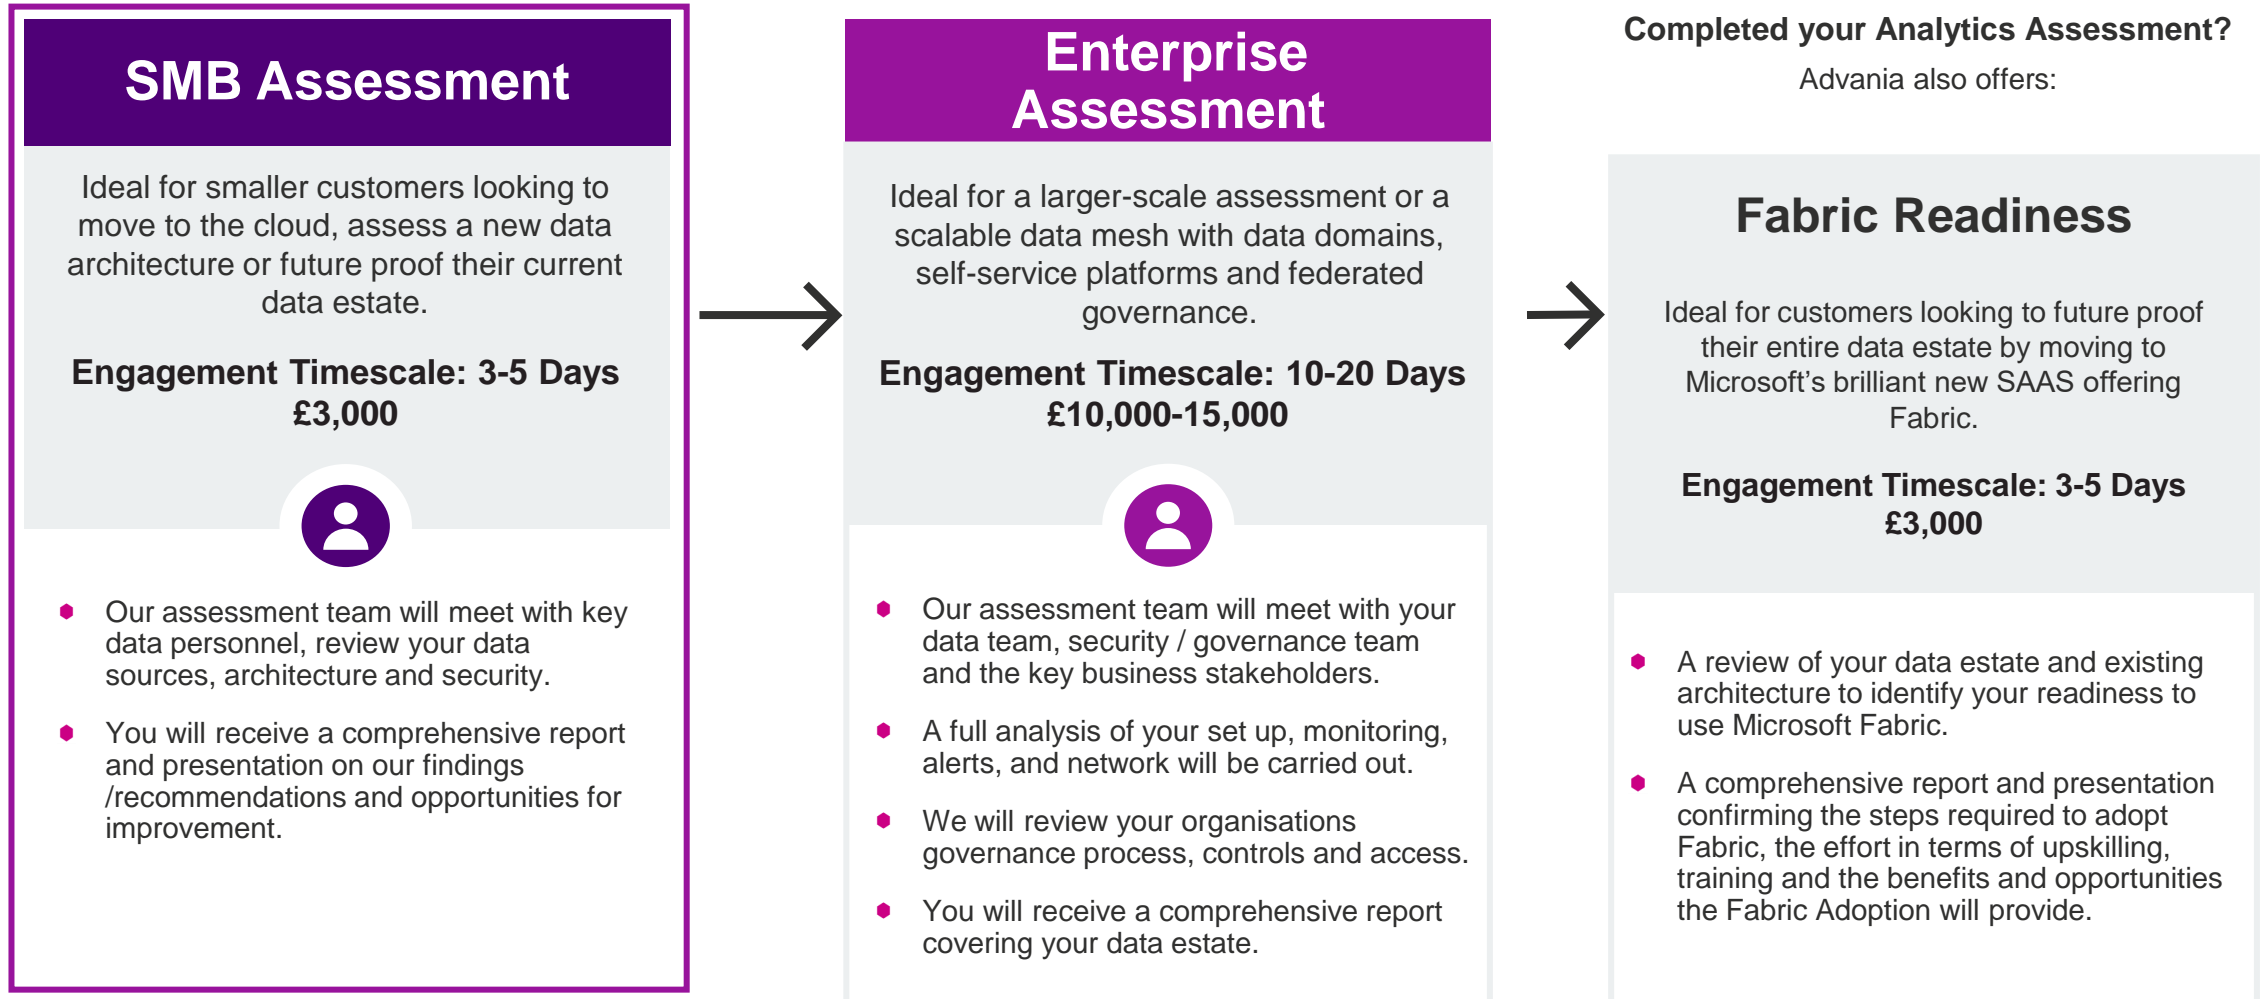 SMB Assessment
Ideal for smaller customers looking to
move to the cloud, assess a new data
architecture or future proof their current
data estate.
Engagement Timescale: 3-5 Days
£3,000
Our assessment team will meet with key
data personnel, review your data
sources, architecture and security.
You will receive a comprehensive report
and presentation on our findings
/recommendations and opportunities for
improvement.
Enterprise
Assessment
Ideal for a larger-scale assessment or a
scalable data mesh with data domains,
self-service platforms and federated
governance.
Engagement Timescale: 10-20 Days
£10,000-15,000
Our assessment team will meet with your
data team, security / governance team
and the key business stakeholders.
A full analysis of your set up, monitoring,
alerts, and network will be carried out.
We will review your organisations
governance process, controls and access.
You will receive a comprehensive report
covering your data estate.
Completed your Analytics Assessment?
Advania also offers:
Fabric Readiness
Ideal for customers looking to future proof
their entire data estate by moving to
Microsoft's brilliant new SAAS offering
Fabric.
Engagement Timescale: 3-5 Days
£3,000
A review of your data estate and existing
architecture to identify your readiness to
use Microsoft Fabric.
A comprehensive report and presentation
confirming the steps required to adopt
Fabric, the effort in terms of upskilling,
training and the benefits and opportunities
the Fabric Adoption will provide.